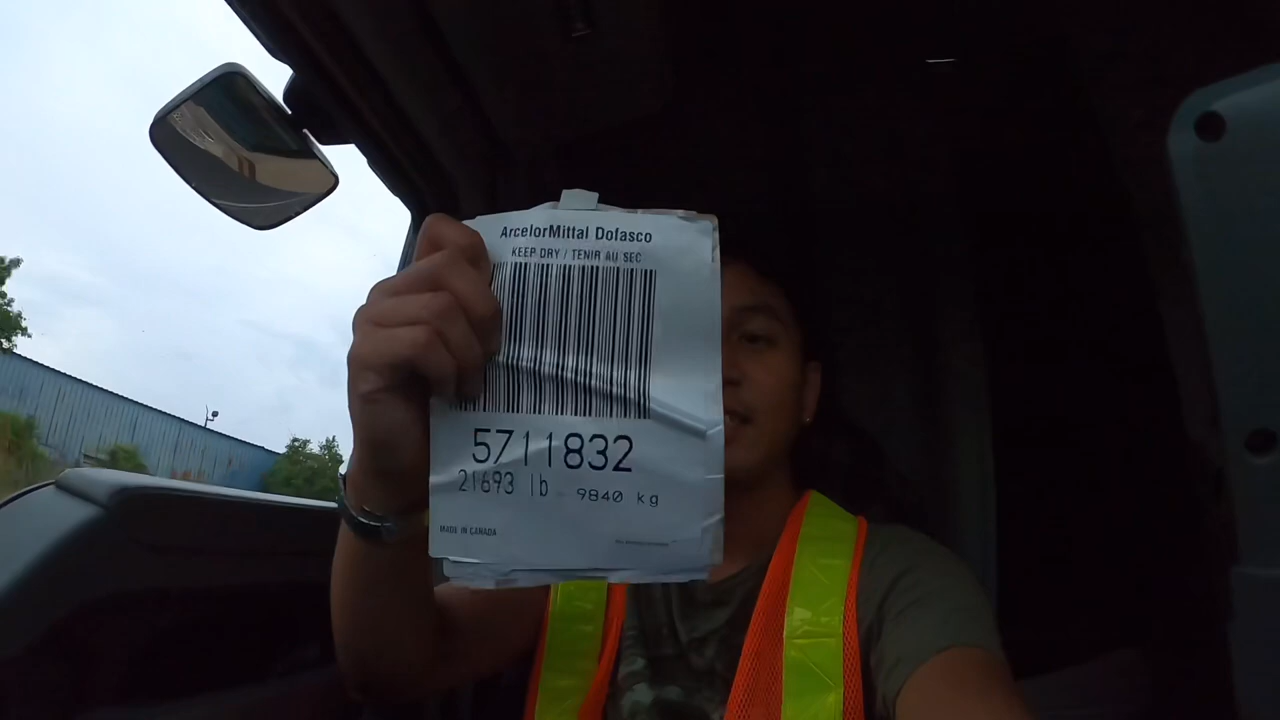 ArcelorMittal Dofasco
KEEP DRY / TENIR AU SEC
5711832
21693 lb 9840 kg
MADE IN CANADA